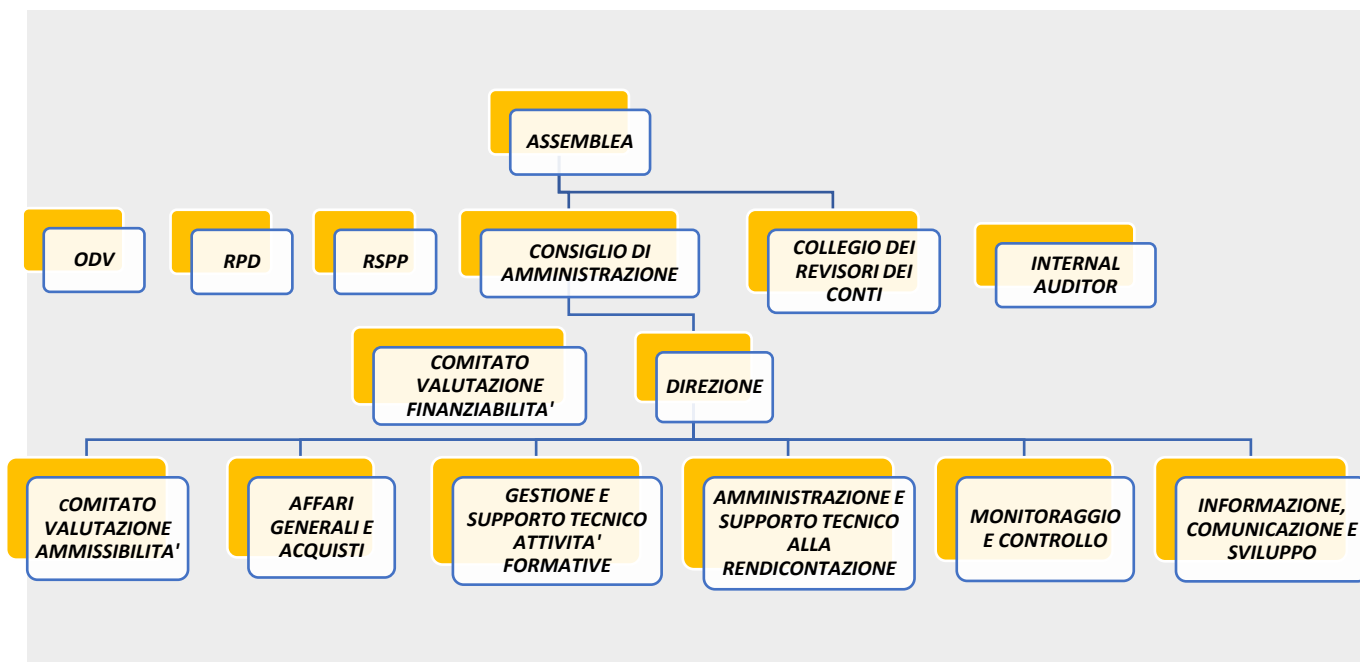 ASSEMBLEA
ODV
RPD
RSPP
CONSIGLIO DI
AMMINISTRAZIONE
COLLEGIO DEI
REVISORI DEI
CONTI
INTERNAL
AUDITOR
COMITATO
VALUTAZIONE
FINANZIABILITA'
DIREZIONE
cOMITATO
VALUTAZIONE
AMMISSIBILITA'
AFFARI
GENERALI E
ACQUISTI
GESTIONE E
SUPPORTO TECNICO
ATTIVITA'
FORMATIVE
AMMINISTRAZIONE E
SUPPORTO TECNICO
ALLA
RENDICONTAZIONE
MONITORAGGIO
E CONTROLLO
INFORMAZIONE,
COMUNICAZIONE E
SVILUPPO